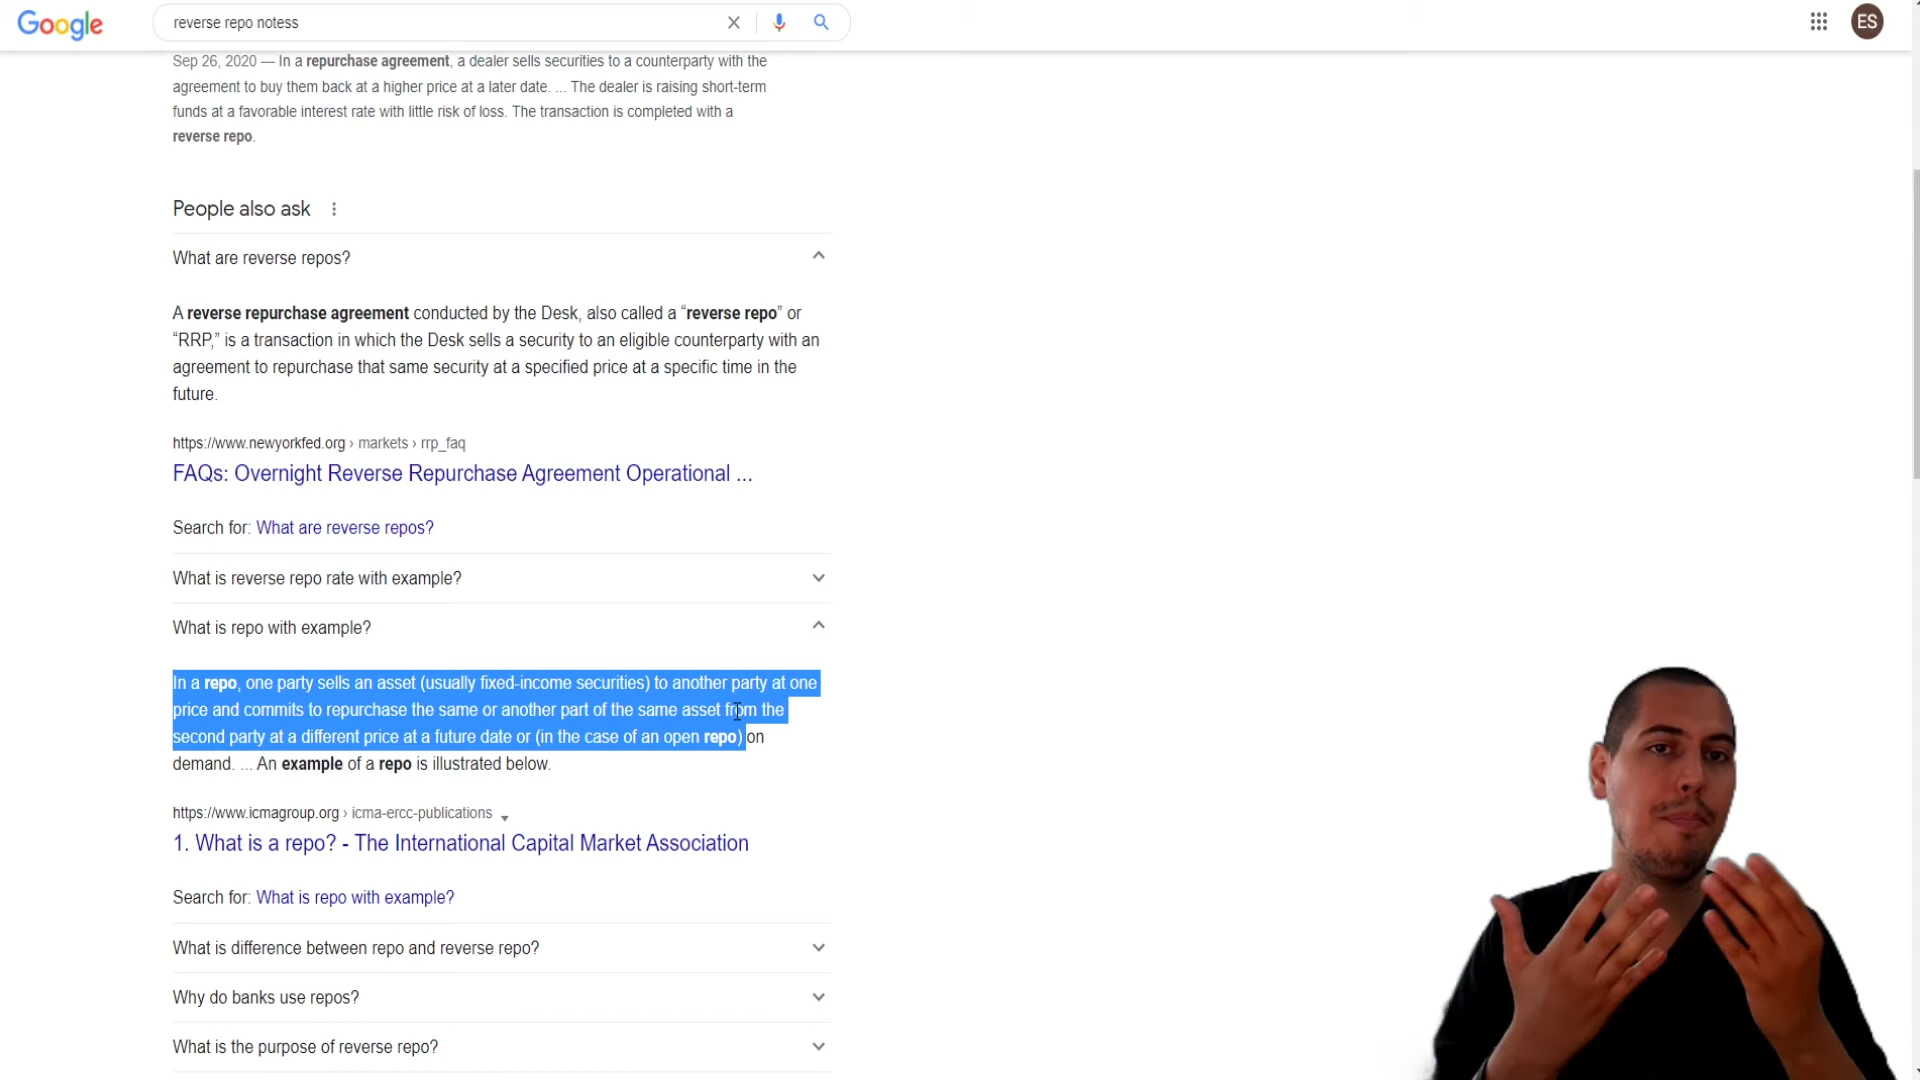 Google
reverse repo notess
ES
Sep 26, 2020 — In a repurchase agreement, a dealer sells securities to a counterparty with the
agreement to buy them back at a higher price at a later date. ... The dealer is raising short-term
funds at a favorable interest rate with little risk of loss. The transaction is completed with a
reverse repo.
People also ask
What are reverse repos?
A reverse repurchase agreement conducted by the Desk, also called a “reverse repo” or
“RRP,” is a transaction in which the Desk sells a security to an eligible counterparty with an
agreement to repurchase that same security at a specified price at a specific time in the
future.
https://www.newyorkfed.org › markets › rrp_faq
FAQs: Overnight Reverse Repurchase Agreement Operational ...
Search for: What are reverse repos?
What is reverse repo rate with example?
What is repo with example?
In a repo, one party sells an asset (usually fixed-income securities) to another party at one
price and commits to repurchase the same or another part of the same asset from the
second party at a different price at a future date or (in the case of an open repo) on
demand. ... An example of a repo is illustrated below.
https://www.icmagroup.org › icma-ercc-publications
1. What is a repo? - The International Capital Market Association
Search for: What is repo with example?
What is difference between repo and reverse repo?
Why do banks use repos?
What is the purpose of reverse repo?